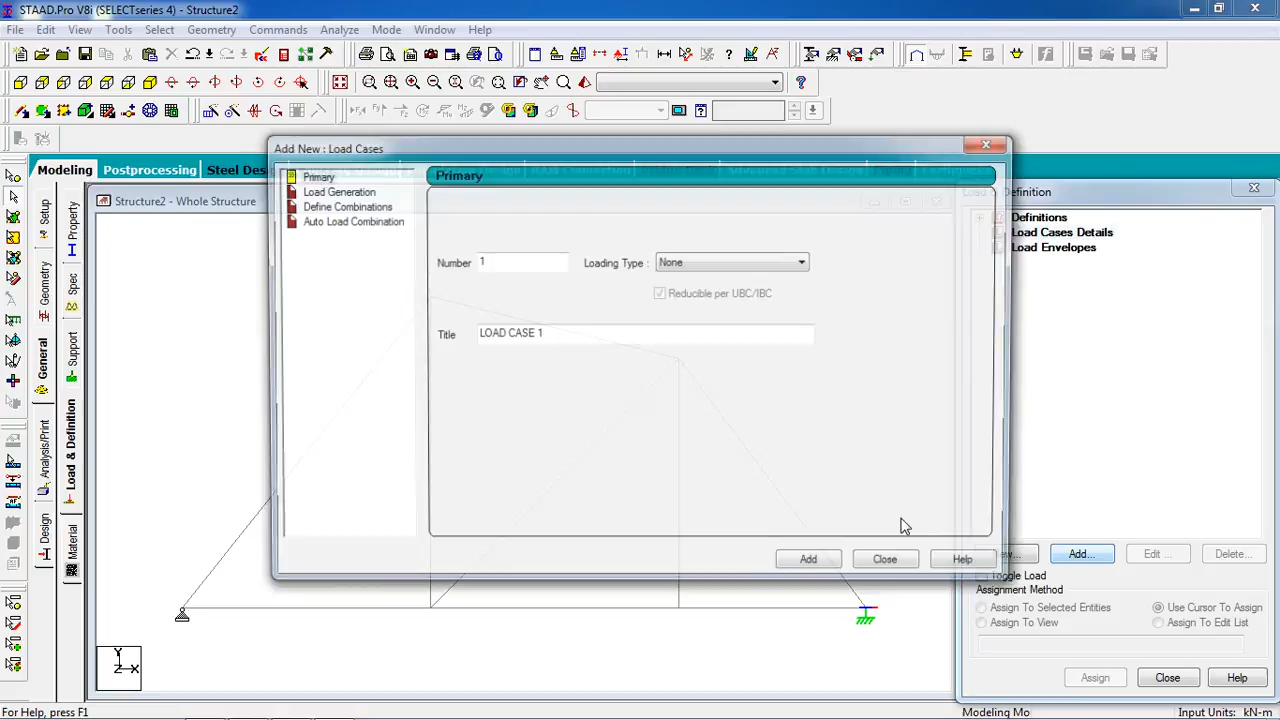 STAAD.Pro V8i (SELECTseries 4) - Structure2
File Edit View Tools Select Geometry Commands Analyze Mode Window Help
Modeling Postprocessing Steel Des
Structure2 - Whole Structure
Setup
Geometry
General
Analysis/Print
Design
Property
Spec
Support
Load & Definition
Material
Add New : Load Cases
Primary
Load Generation
Define Combinations
Auto Load Combination
Primary
Number 1 Loading Type : None
Reducible per UBC/IBC
Title LOAD CASE 1
Add Close Help
Definition
Definitions
Load Cases Details
Load Envelopes
Add... Edit ... Delete...
Toggle Load
Assignment Method
Assign To Selected Entities Use Cursor To Assign
Assign To View Assign To Edit List
Assign Close Help
Y
Z X
For Help, press F1 Modeling Mo Input Units: kN-m